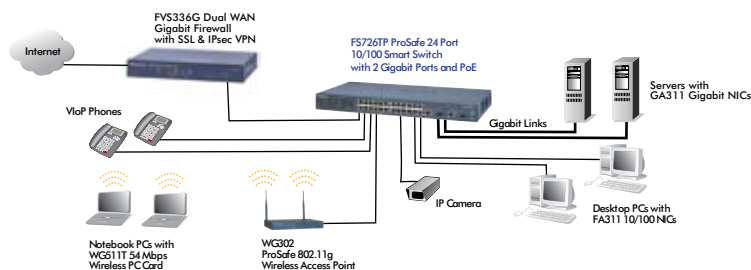 FVS336G Dual WAN
Gigabit Firewall
with SSL & IPsec VPN
Internet
FS726TP ProSafe 24 Port
10/100 Smart Switch
with 2 Gigabit Ports and PoE
Servers with
GA311 Gigabit NICs
VIoP Phones
Gigabit Links
IP Camera
Desktop PCs with
FA311 10/100 NICs
Notebook PCs with
WG511T 54 Mbps
Wireless PC Card
WG302
ProSafe 802.11g
Wireless Access Point